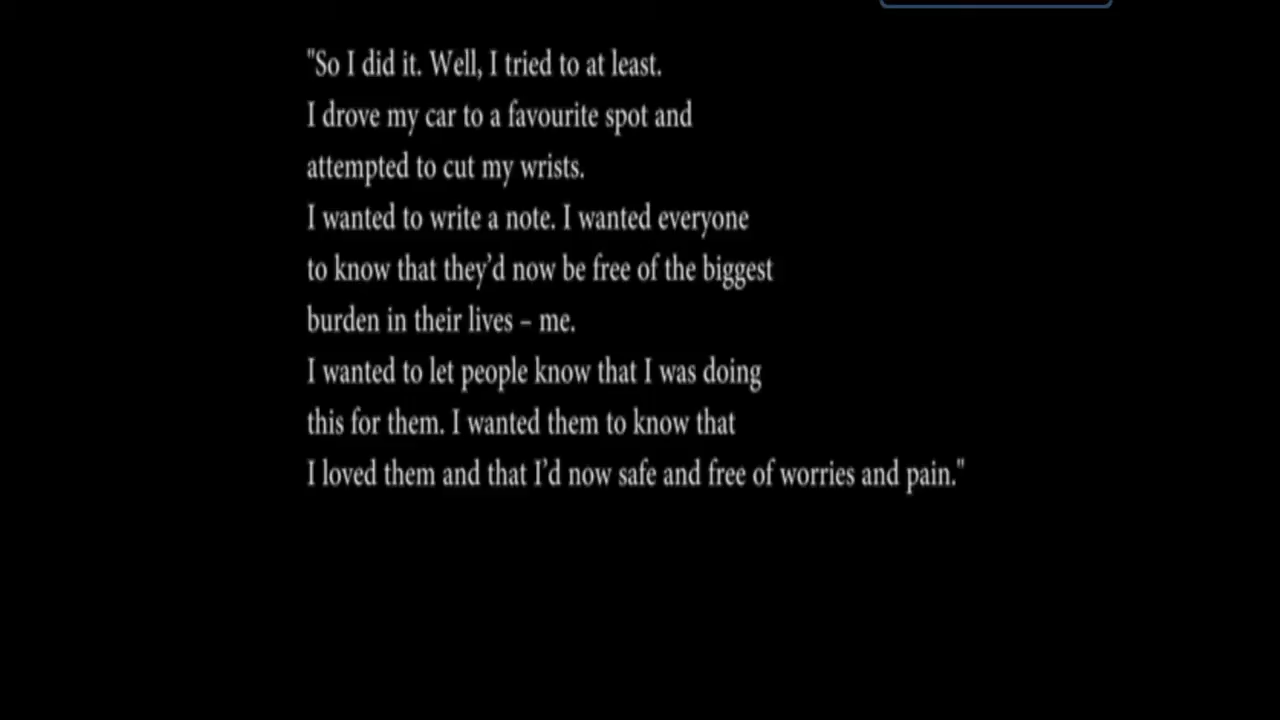 "So I did it. Well, I tried to at least.
I drove my car to a favourite spot and
attempted to cut my wrists.
I wanted to write a note. I wanted everyone
to know that they’d now be free of the biggest
burden in their lives – me.
I wanted to let people know that I was doing
this for them. I wanted them to know that
I loved them and that I’d now safe and free of worries and pain."